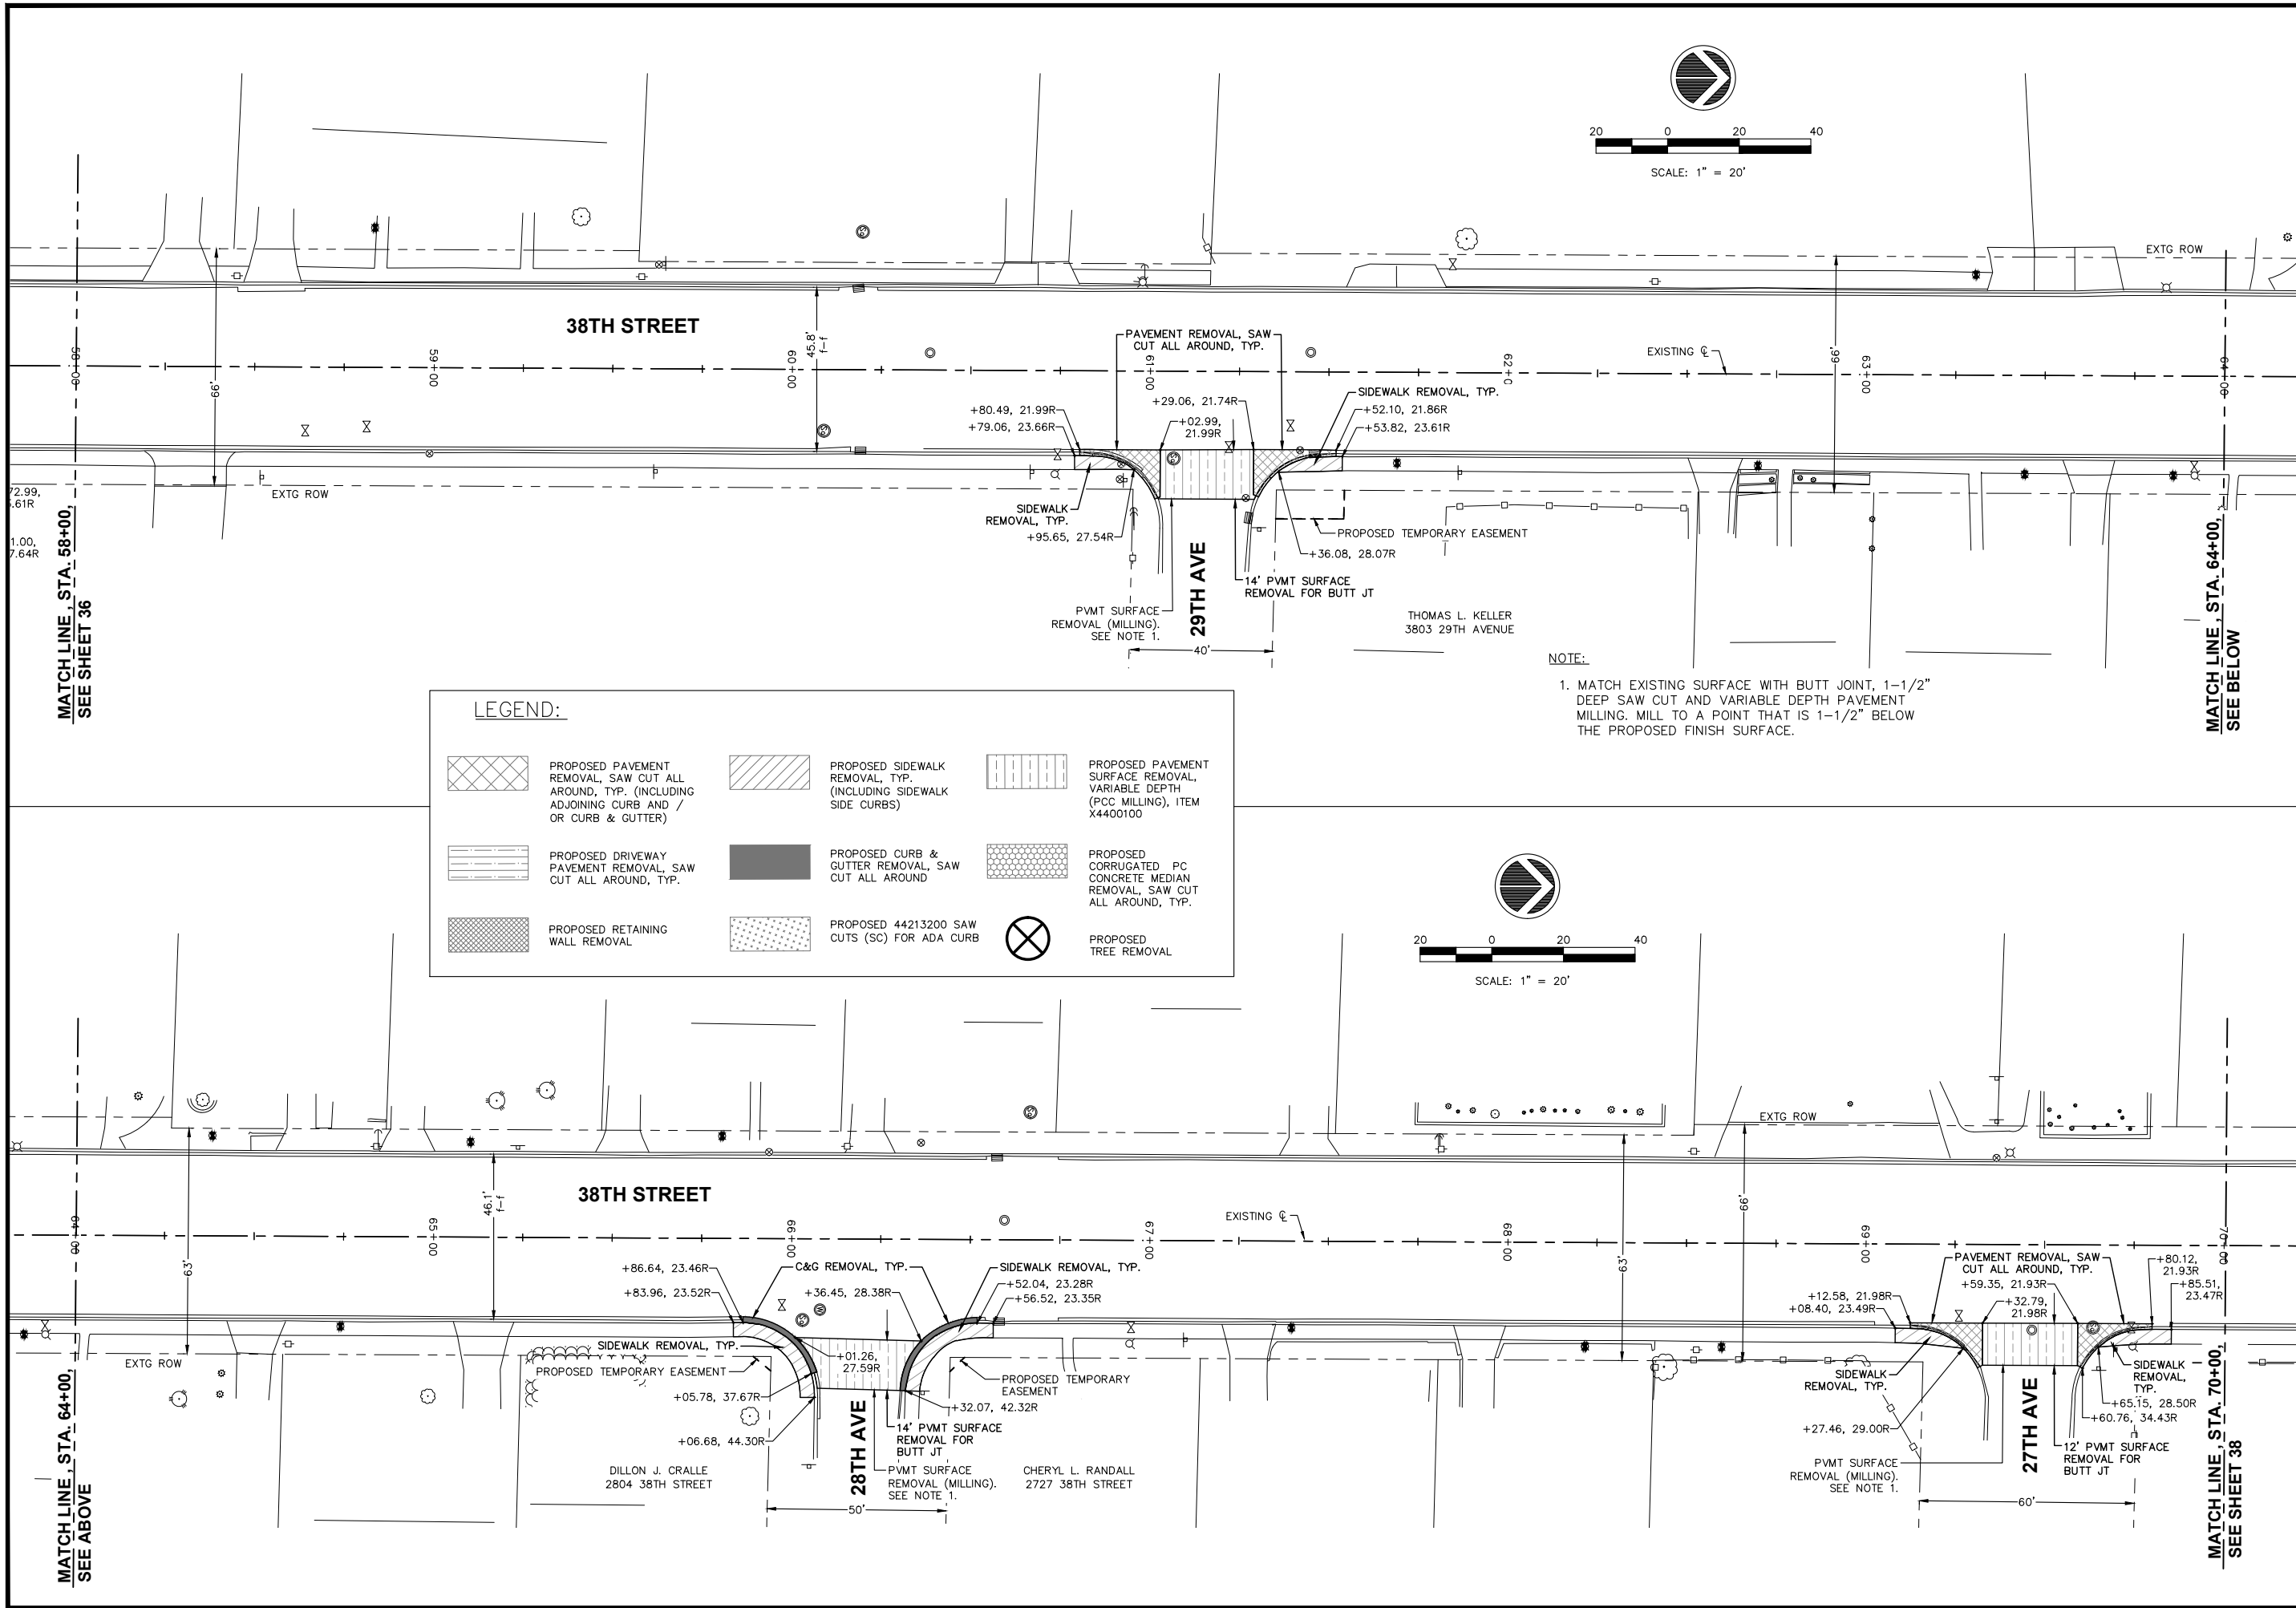 20 0 20 40
SCALE: 1" = 20'
EXTG ROW
38TH STREET
45.8'
f-f
66'
66'
58+00
59+00
60+00
61+00
63+00
64+00
PAVEMENT REMOVAL, SAW
CUT ALL AROUND, TYP.
EXISTING ℄
+80.49, 21.99R
+79.06, 23.66R
+29.06, 21.74R
+02.99,
21.99R
SIDEWALK REMOVAL, TYP.
+52.10, 21.86R
+53.82, 23.61R
72.99,
1.00,
EXTG ROW
SIDEWALK
REMOVAL, TYP.
+95.65, 27.54R
PROPOSED TEMPORARY EASEMENT
+36.08, 28.07R
14' PVMT SURFACE
REMOVAL FOR BUTT JT
PVMT SURFACE
REMOVAL (MILLING).
SEE NOTE 1.
29TH AVE
40'
THOMAS L. KELLER
3803 29TH AVENUE
MATCH LINE, STA. 58+00,
SEE SHEET 36
MATCH LINE, STA. 64+00,
SEE BELOW
NOTE:
1. MATCH EXISTING SURFACE WITH BUTT JOINT, 1-1/2"
DEEP SAW CUT AND VARIABLE DEPTH PAVEMENT
MILLING. MILL TO A POINT THAT IS 1-1/2" BELOW
THE PROPOSED FINISH SURFACE.
LEGEND:
PROPOSED PAVEMENT
REMOVAL, SAW CUT ALL
AROUND, TYP. (INCLUDING
ADJOINING CURB AND /
OR CURB & GUTTER)
PROPOSED SIDEWALK
REMOVAL, TYP.
(INCLUDING SIDEWALK
SIDE CURBS)
PROPOSED PAVEMENT
SURFACE REMOVAL,
VARIABLE DEPTH
(PCC MILLING), ITEM
X4400100
PROPOSED DRIVEWAY
PAVEMENT REMOVAL, SAW
CUT ALL AROUND, TYP.
PROPOSED CURB &
GUTTER REMOVAL, SAW
CUT ALL AROUND
PROPOSED
CORRUGATED PC
CONCRETE MEDIAN
REMOVAL, SAW CUT
ALL AROUND, TYP.
PROPOSED RETAINING
WALL REMOVAL
PROPOSED 44213200 SAW
CUTS (SC) FOR ADA CURB
PROPOSED
TREE REMOVAL
20 0 20 40
SCALE: 1" = 20'
EXTG ROW
38TH STREET
46.1'
f-f
63'
63'
66'
64+00
65+00
66+00
67+00
68+00
69+00
70+00
EXISTING ℄
+86.64, 23.46R
+83.96, 23.52R
C&G REMOVAL, TYP.
+36.45, 28.38R
SIDEWALK REMOVAL, TYP.
+52.04, 23.28R
+56.52, 23.35R
PAVEMENT REMOVAL, SAW
CUT ALL AROUND, TYP.
+59.35, 21.93R
+80.12,
21.93R
+85.51,
23.47R
+12.58, 21.98R
+08.40, 23.49R
+32.79,
21.98R
EXTG ROW
SIDEWALK REMOVAL, TYP.
PROPOSED TEMPORARY EASEMENT
+01.26,
27.59R
PROPOSED TEMPORARY
EASEMENT
+05.78, 37.67R
+32.07, 42.32R
+06.68, 44.30R
14' PVMT SURFACE
REMOVAL FOR
BUTT JT
PVMT SURFACE
REMOVAL (MILLING).
SEE NOTE 1.
28TH AVE
50'
DILLON J. CRALLE
2804 38TH STREET
CHERYL L. RANDALL
2727 38TH STREET
SIDEWALK
REMOVAL, TYP.
+27.46, 29.00R
SIDEWALK
REMOVAL,
TYP.
+65.15, 28.50R
+60.76, 34.43R
12' PVMT SURFACE
REMOVAL FOR
BUTT JT
PVMT SURFACE
REMOVAL (MILLING).
SEE NOTE 1.
27TH AVE
60'
MATCH LINE, STA. 64+00,
SEE ABOVE
MATCH LINE, STA. 70+00,
SEE SHEET 38